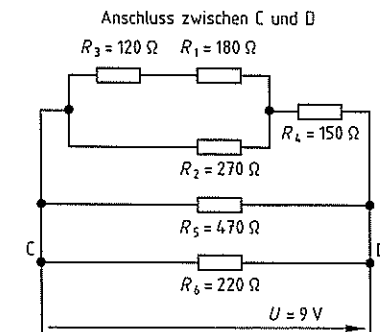 Anschluss zwischen C und D
R₃ = 120 Ω R₁ = 180 Ω
R₄ = 150 Ω
R₂ = 270 Ω
R₅ = 470 Ω
C D
R₆ = 220 Ω
U = 9 V